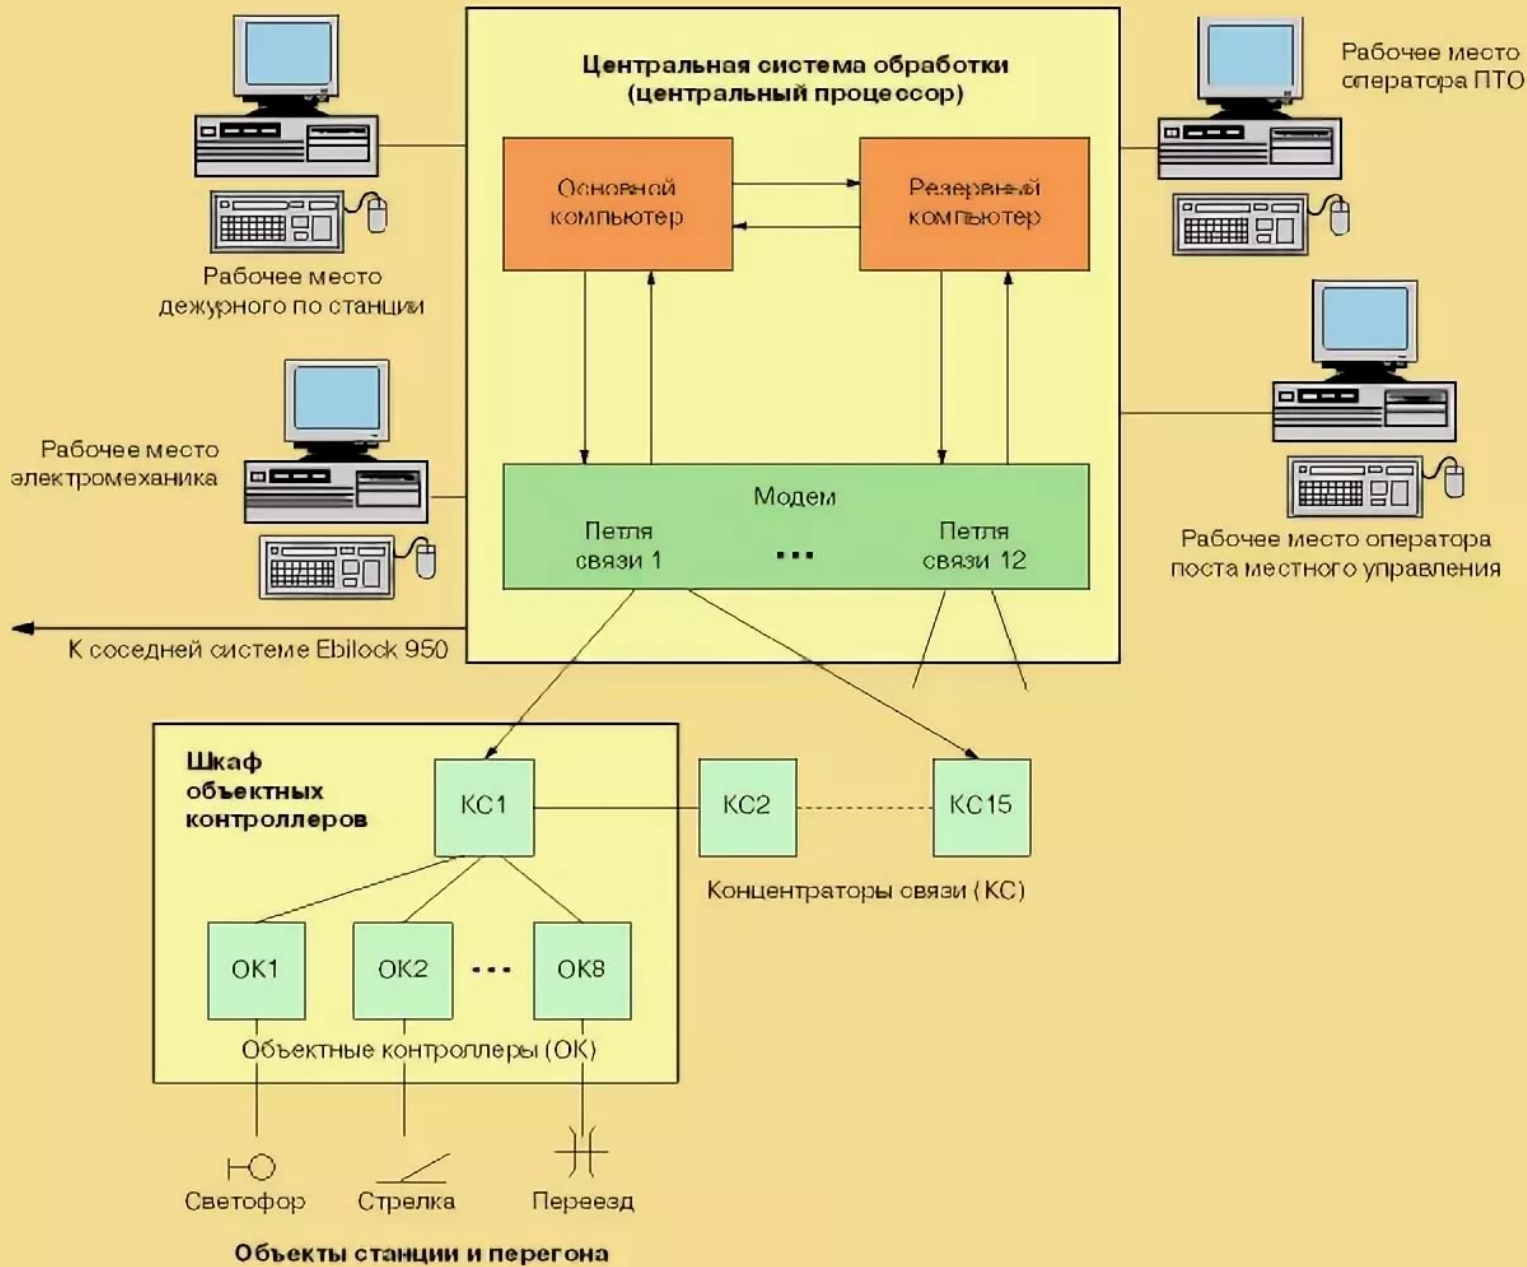 Центральная система обработки
(центральный процессор)
Рабочее место
оператора ПТО
Основной
компьютер
Резервный
компьютер
Рабочее место
дежурного по станции
Рабочее место
электромеханика
Модем
Петля
связи 1
...
Петля
связи 12
Рабочее место оператора
поста местного управления
К соседней системе Ebilock 950
Шкаф
объектных
контроллеров
КС1
КС2
КС15
Концентраторы связи (КС)
ОК1
ОК2
...
ОК8
Объектные контроллеры (ОК)
Светофор
Стрелка
Переезд
Объекты станции и перегона